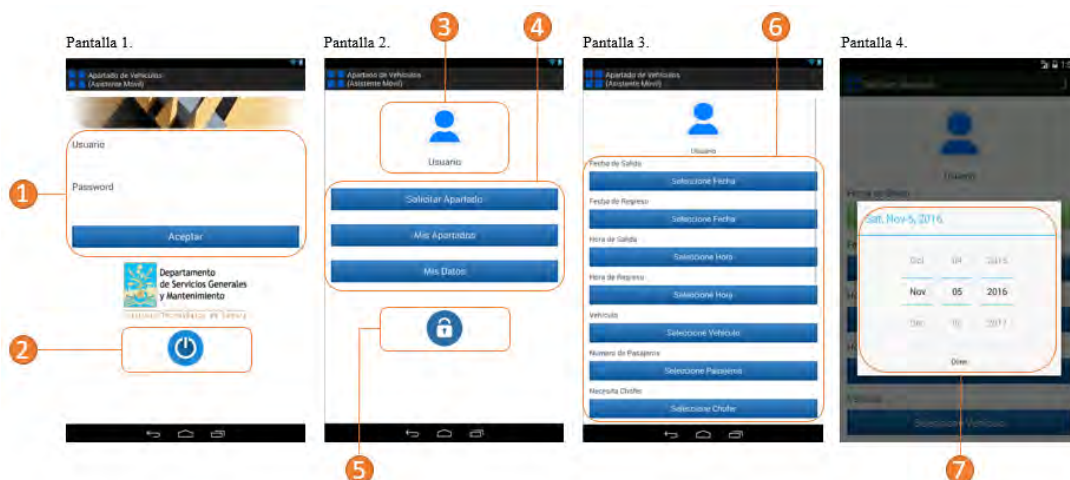 3
4
6
Pantalla 1.
Pantalla 2.
Pantalla 3.
Pantalla 4.
Apartado de Vehículos
(Asistente Móvil)
Usuario
Password
Aceptar
1
Departamento
de Servicios Generales
y Mantenimiento
2
Apartado de Vehículos
(Asistente Móvil)
Usuario
Solicitar Apartado
Mis Apartados
Mis Datos
5
Apartado de Vehículos
(Asistente Móvil)
Usuario
Fecha de Salida
Seleccione Fecha
Fecha de Regreso
Seleccione Fecha
Hora de Salida
Seleccione Hora
Hora de Regreso
Seleccione Hora
Vehículo
Seleccione Vehículo
Numero de Pasajeros
Seleccione Pasajeros
Necesita Chofer
Seleccione Chofer
Usuario
Sat, Nov 5, 2016
Oct 04 2015
Nov 05 2016
Dec 06 2017
Done
Seleccione Vehículo
7